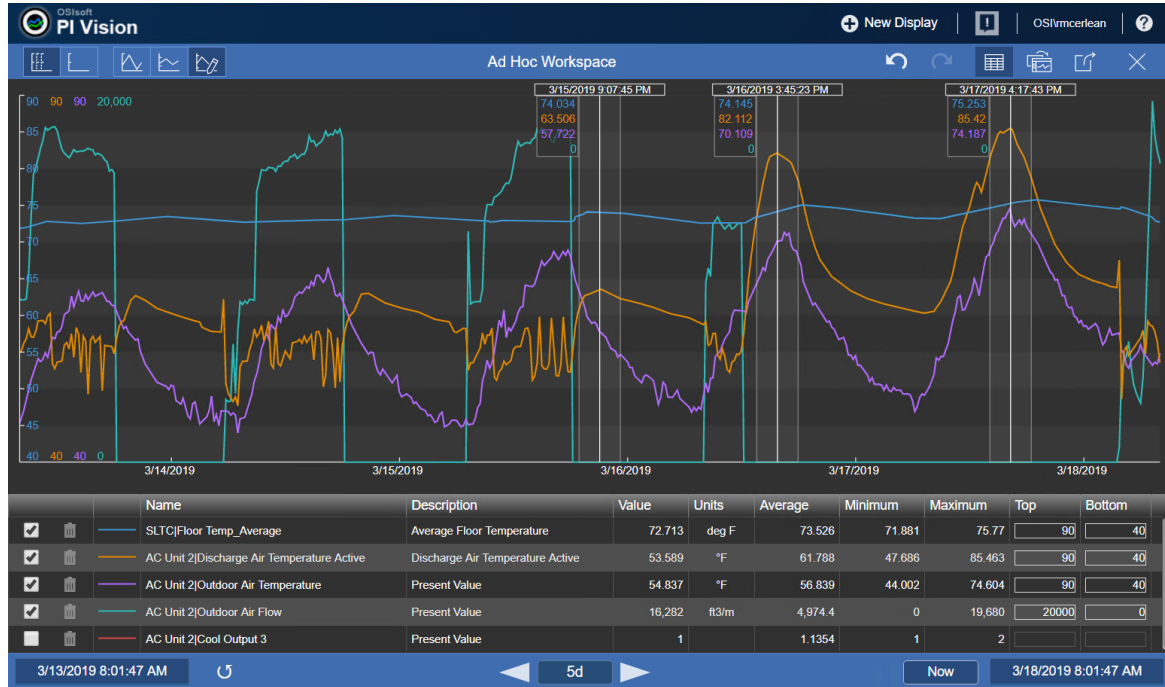 OSIsoft
PI Vision
New Display
OSI\rmcerlean
?
Ad Hoc Workspace
3/15/2019 9:07:45 PM 3/16/2019 3:45:23 PM 3/17/2019 4:17:43 PM
90 90 90 20,000
74.034 74.145 75.253
63.506 82.112 85.42
57.722 70.109 74.187
0 0 0
85
80
75
70
65
60
55
50
45
40 40 40 0
3/14/2019 3/15/2019 3/16/2019 3/17/2019 3/18/2019
Name Description Value Units Average Minimum Maximum Top Bottom
SLTC|Floor Temp_Average Average Floor Temperature 72.713 deg F 73.526 71.881 75.77 90 40
AC Unit 2|Discharge Air Temperature Active Discharge Air Temperature Active 53.589 °F 61.788 47.686 85.463 90 40
AC Unit 2|Outdoor Air Temperature Present Value 54.837 °F 56.839 44.002 74.604 90 40
AC Unit 2|Outdoor Air Flow Present Value 16,282 ft3/m 4,974.4 0 19,680 20000 0
AC Unit 2|Cool Output 3 Present Value 1 1.1354 1 2
3/13/2019 8:01:47 AM 5d Now 3/18/2019 8:01:47 AM